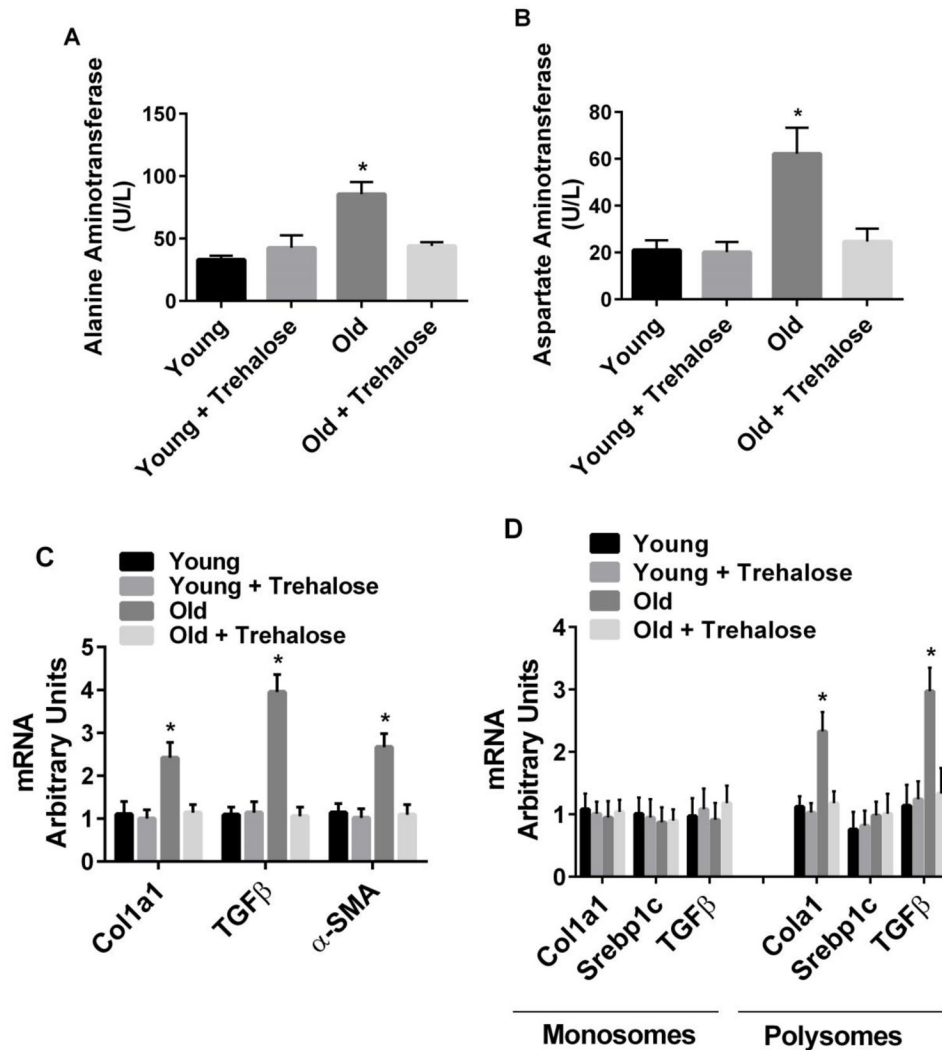 A
Alanine Aminotransferase
(U/L)
150
100
50
0
*
Young
Young + Trehalose
Old
Old + Trehalose
B
Aspartate Aminotransferase
(U/L)
80
60
40
20
0
*
Young
Young + Trehalose
Old
Old + Trehalose
C
Young
Young + Trehalose
Old
Old + Trehalose
mRNA
Arbitrary Units
5
4
3
2
1
0
*
*
*
Col1a1
TGFβ
α-SMA
D
Young
Young + Trehalose
Old
Old + Trehalose
mRNA
Arbitrary Units
4
3
2
1
0
*
*
Col1a1
Srebp1c
TGFβ
Cola1
Srebp1c
TGFβ
Monosomes
Polysomes